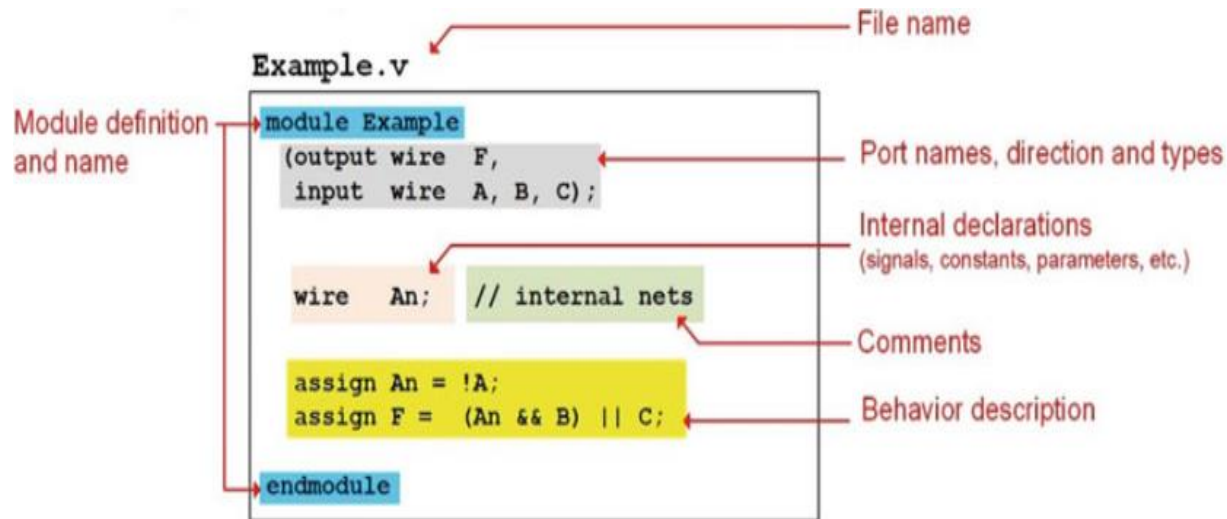 File name
Example.v
Module definition
and name
module Example
(output wire F,
input wire A, B, C);
Port names, direction and types
Internal declarations
(signals, constants, parameters, etc.)
wire An; // internal nets
Comments
assign An = !A;
assign F = (An && B) || C;
Behavior description
endmodule